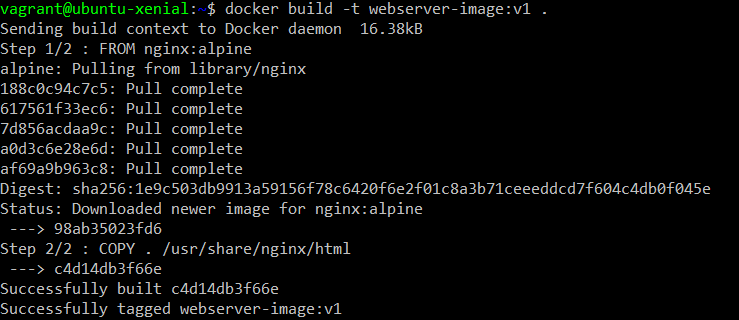 vagrant@ubuntu-xenial:~$ docker build -t webserver-image:v1 .
Sending build context to Docker daemon  16.38kB
Step 1/2 : FROM nginx:alpine
alpine: Pulling from library/nginx
188c0c94c7c5: Pull complete
617561f33ec6: Pull complete
7d856acdaa9c: Pull complete
a0d3c6e28e6d: Pull complete
af69a9b963c8: Pull complete
Digest: sha256:1e9c503db9913a59156f78c6420f6e2f01c8a3b71ceeeddcd7f604c4db0f045e
Status: Downloaded newer image for nginx:alpine
 ---> 98ab35023fd6
Step 2/2 : COPY . /usr/share/nginx/html
 ---> c4d14db3f66e
Successfully built c4d14db3f66e
Successfully tagged webserver-image:v1